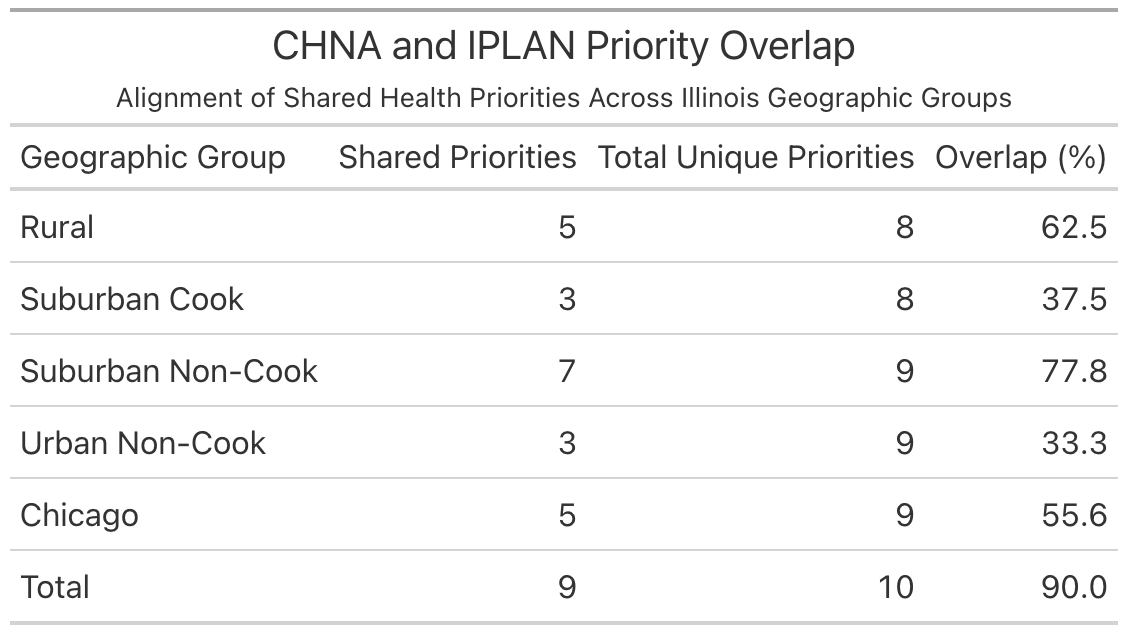 CHNA and IPLAN Priority Overlap
Alignment of Shared Health Priorities Across Illinois Geographic Groups
Geographic Group Shared Priorities Total Unique Priorities Overlap (%)
Rural 5 8 62.5
Suburban Cook 3 8 37.5
Suburban Non-Cook 7 9 77.8
Urban Non-Cook 3 9 33.3
Chicago 5 9 55.6
Total 9 10 90.0